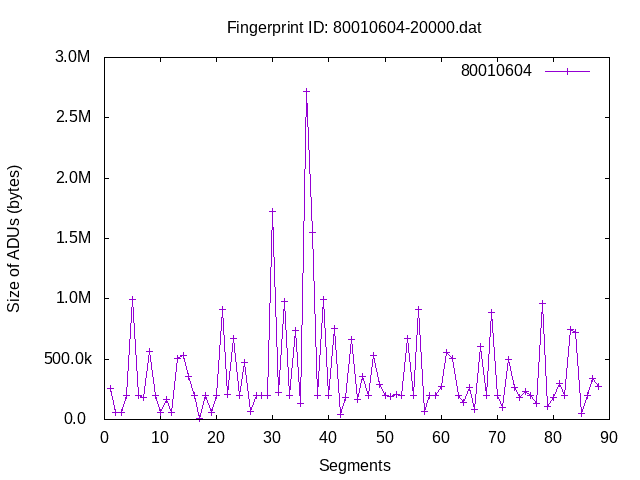 Fingerprint ID: 80010604-20000.dat
80010604
Size of ADUs (bytes)
3.0M
2.5M
2.0M
1.5M
1.0M
500.0k
0.0
0 10 20 30 40 50 60 70 80 90
Segments